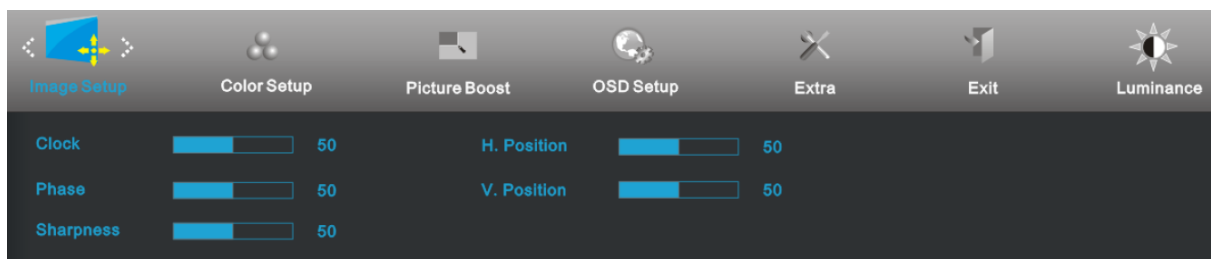 Image Setup Color Setup Picture Boost OSD Setup Extra Exit Luminance
Clock 50 H. Position 50
Phase 50 V. Position 50
Sharpness 50